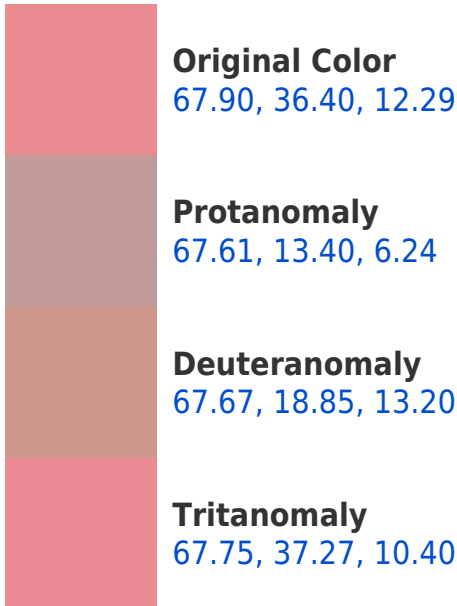 Original Color
67.90, 36.40, 12.29
Protanomaly
67.61, 13.40, 6.24
Deuteranomaly
67.67, 18.85, 13.20
Tritanomaly
67.75, 37.27, 10.40